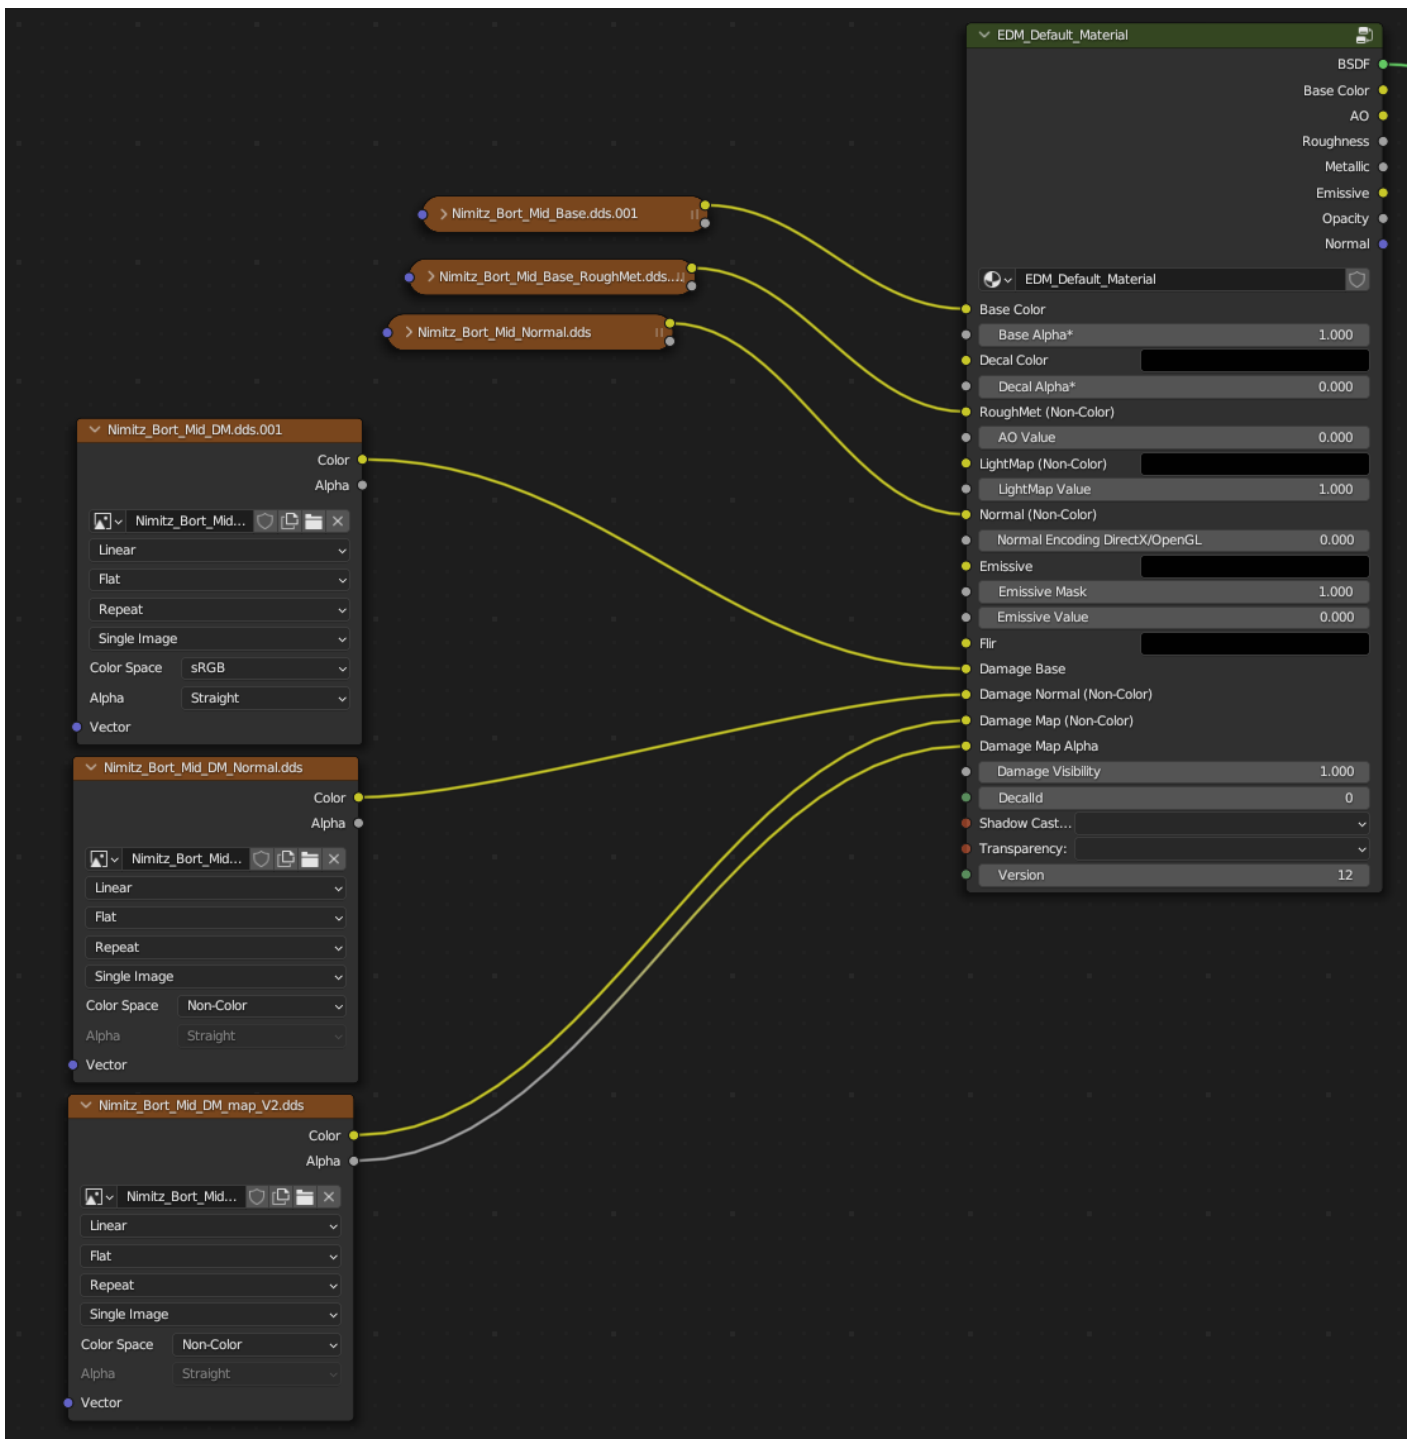 EDM_Default_Material
BSDF
Base Color
AO
Roughness
Metallic
Emissive
Opacity
Normal
EDM_Default_Material
Base Color
Base Alpha* 1.000
Decal Color
Decal Alpha* 0.000
RoughMet (Non-Color)
AO Value 0.000
LightMap (Non-Color)
LightMap Value 1.000
Normal (Non-Color)
Normal Encoding DirectX/OpenGL 0.000
Emissive
Emissive Mask 1.000
Emissive Value 0.000
Flir
Damage Base
Damage Normal (Non-Color)
Damage Map (Non-Color)
Damage Map Alpha
Damage Visibility 1.000
DecalId 0
Shadow Cast...
Transparency:
Version 12
Nimitz_Bort_Mid_Base.dds.001
Nimitz_Bort_Mid_Base_RoughMet.dds...
Nimitz_Bort_Mid_Normal.dds
Nimitz_Bort_Mid_DM.dds.001
Color
Alpha
Nimitz_Bort_Mid...
Linear
Flat
Repeat
Single Image
Color Space sRGB
Alpha Straight
Vector
Nimitz_Bort_Mid_DM_Normal.dds
Color
Alpha
Nimitz_Bort_Mid...
Linear
Flat
Repeat
Single Image
Color Space Non-Color
Alpha Straight
Vector
Nimitz_Bort_Mid_DM_map_V2.dds
Color
Alpha
Nimitz_Bort_Mid...
Linear
Flat
Repeat
Single Image
Color Space Non-Color
Alpha Straight
Vector